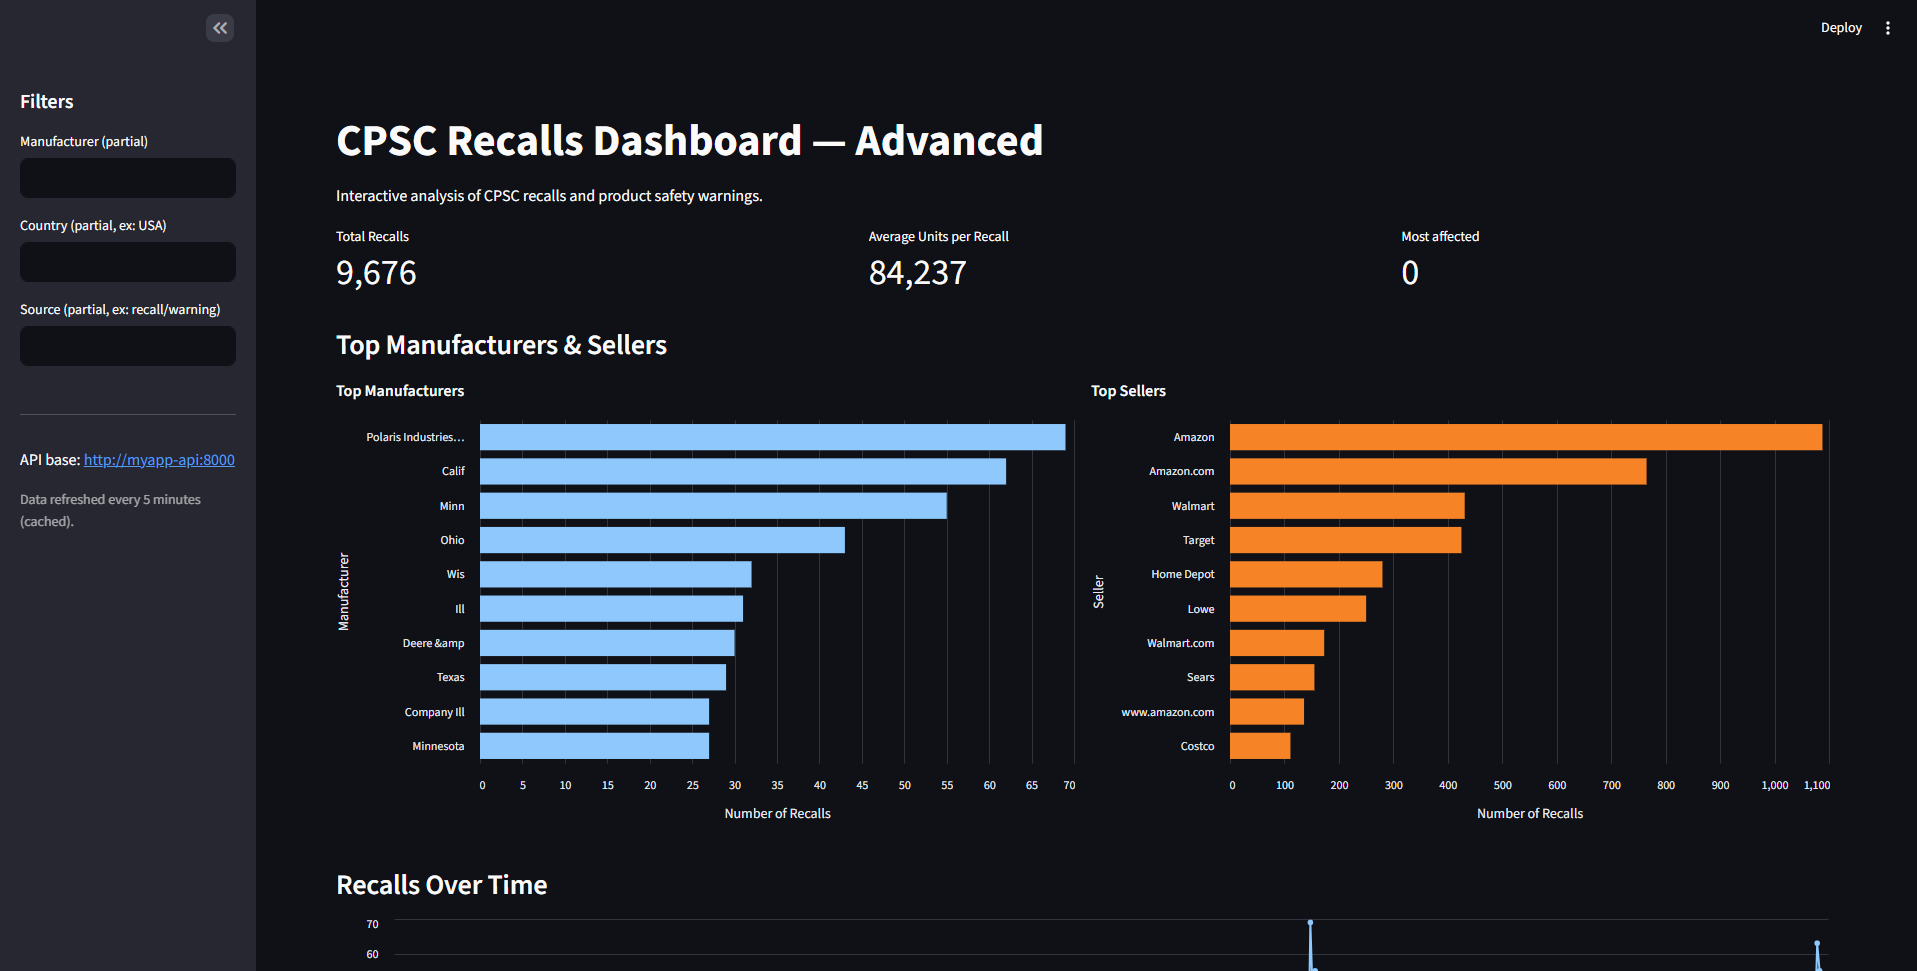 Deploy
Filters
Manufacturer (partial)
Country (partial, ex: USA)
Source (partial, ex: recall/warning)
API base: http://myapp-api:8000
Data refreshed every 5 minutes
(cached).
CPSC Recalls Dashboard — Advanced
Interactive analysis of CPSC recalls and product safety warnings.
Total Recalls
9,676
Average Units per Recall
84,237
Most affected
0
Top Manufacturers & Sellers
Top Manufacturers
Manufacturer
Polaris Industries...
Calif
Minn
Ohio
Wis
Ill
Deere &amp
Texas
Company Ill
Minnesota
0 5 10 15 20 25 30 35 40 45 50 55 60 65 70
Number of Recalls
Top Sellers
Seller
Amazon
Amazon.com
Walmart
Target
Home Depot
Lowe
Walmart.com
Sears
www.amazon.com
Costco
0 100 200 300 400 500 600 700 800 900 1,000 1,100
Number of Recalls
Recalls Over Time
70
60